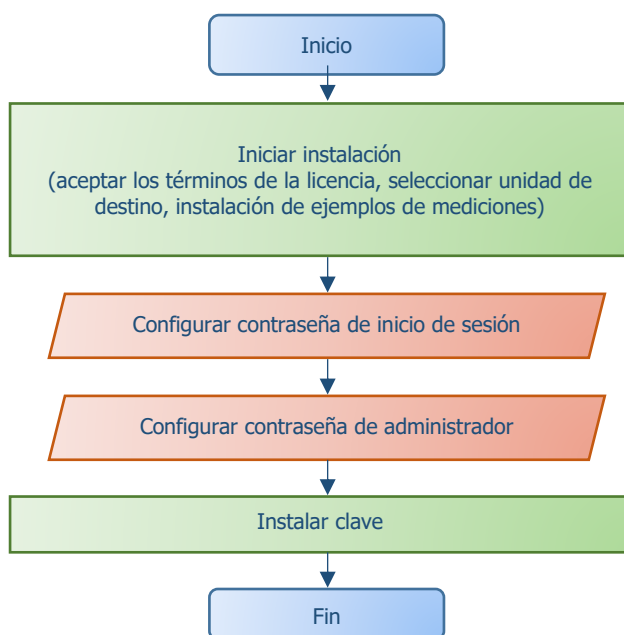 Inicio
Iniciar instalación
(aceptar los términos de la licencia, seleccionar unidad de
destino, instalación de ejemplos de mediciones)
Configurar contraseña de inicio de sesión
Configurar contraseña de administrador
Instalar clave
Fin